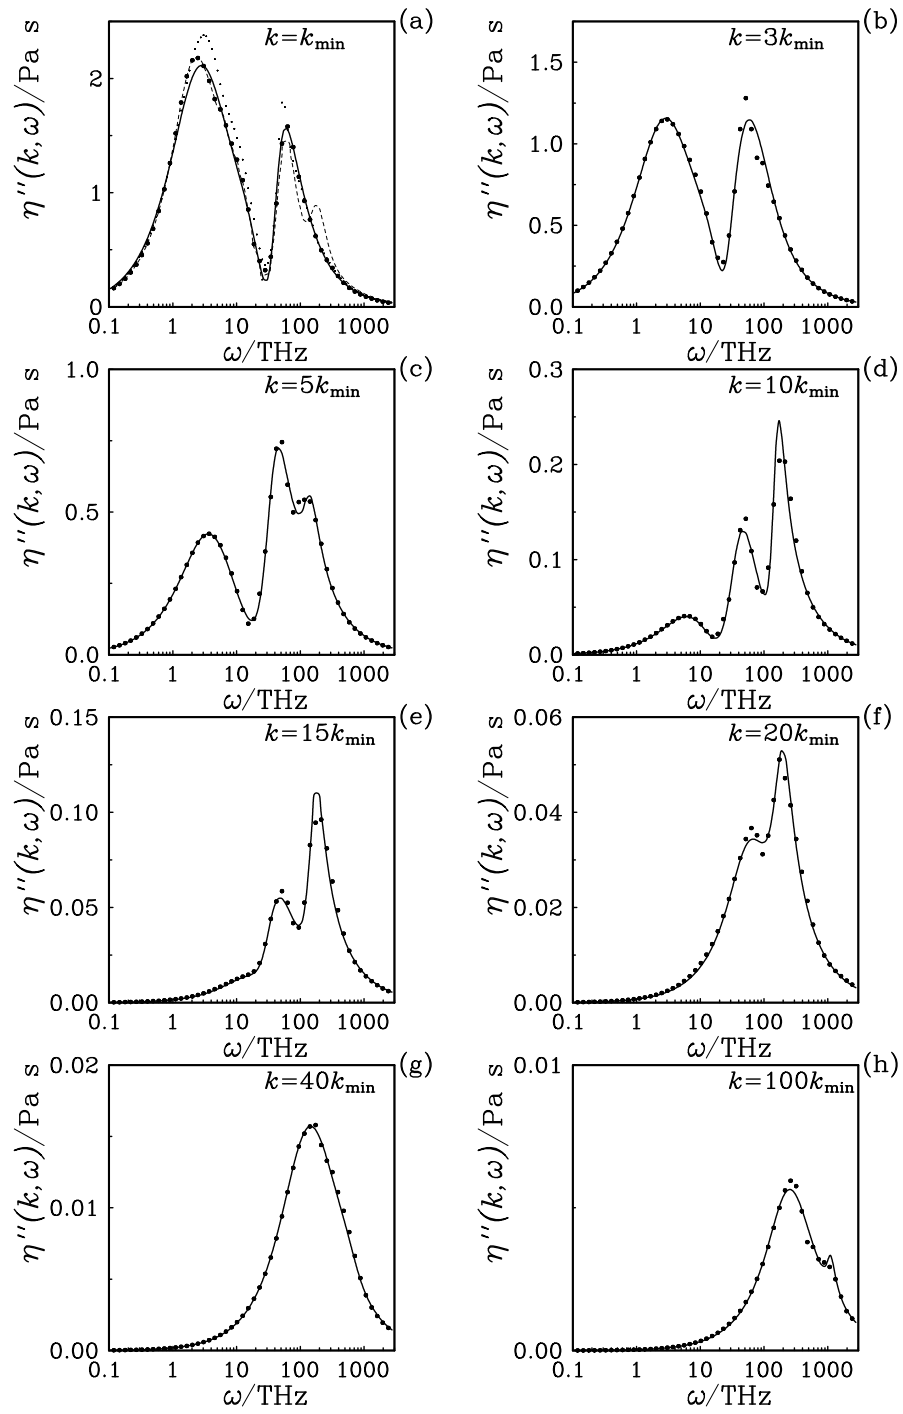 (a)
k=kmin
η''(k,ω)/Pa s
2
1
0
0.1 1 10 100 1000
ω/THz
(b)
k=3kmin
η''(k,ω)/Pa s
1.5
1.0
0.5
0.0
0.1 1 10 100 1000
ω/THz
(c)
k=5kmin
η''(k,ω)/Pa s
1.0
0.5
0.0
0.1 1 10 100 1000
ω/THz
(d)
k=10kmin
η''(k,ω)/Pa s
0.3
0.2
0.1
0.0
0.1 1 10 100 1000
ω/THz
(e)
k=15kmin
η''(k,ω)/Pa s
0.15
0.10
0.05
0.00
0.1 1 10 100 1000
ω/THz
(f)
k=20kmin
η''(k,ω)/Pa s
0.06
0.04
0.02
0.00
0.1 1 10 100 1000
ω/THz
(g)
k=40kmin
η''(k,ω)/Pa s
0.02
0.01
0.00
0.1 1 10 100 1000
ω/THz
(h)
k=100kmin
η''(k,ω)/Pa s
0.01
0.00
0.1 1 10 100 1000
ω/THz